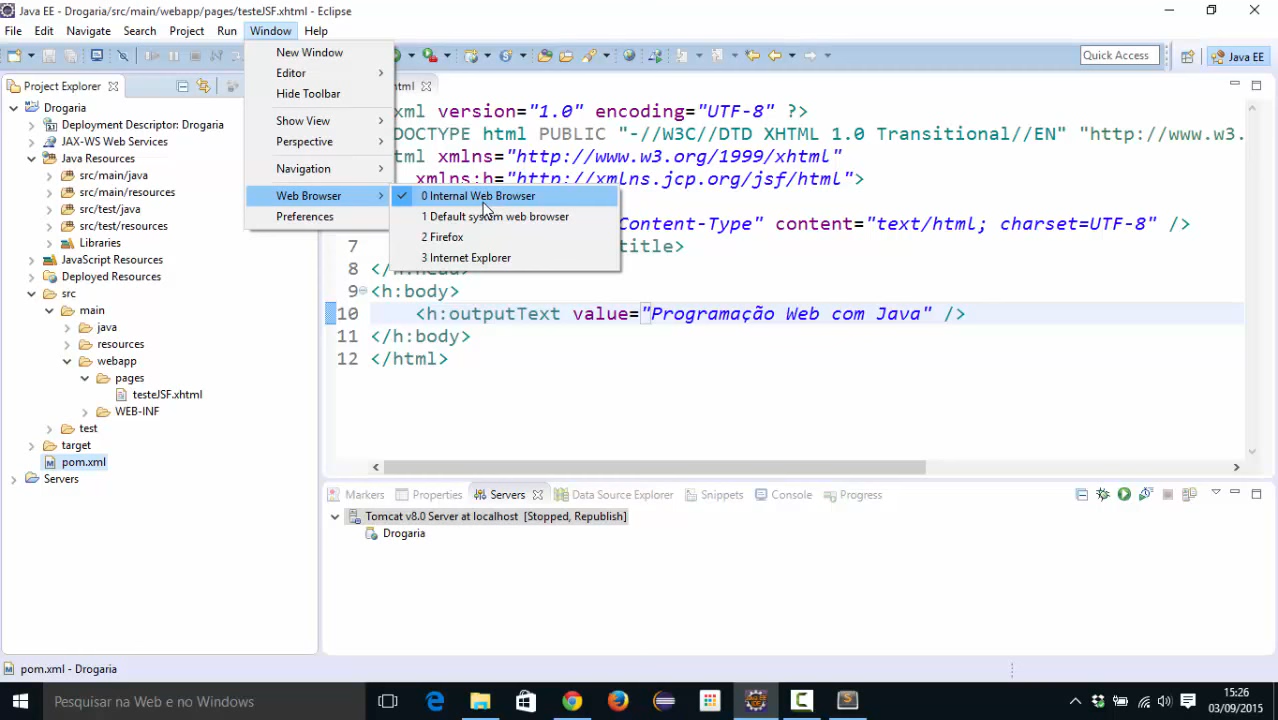 Java EE - Drogaria/src/main/webapp/pages/testeJSF.xhtml - Eclipse
File Edit Navigate Search Project Run Window Help
Quick Access
Java EE
New Window
Editor
Hide Toolbar
Show View
Perspective
Navigation
Web Browser
Preferences
0 Internal Web Browser
1 Default system web browser
2 Firefox
3 Internet Explorer
Project Explorer
Drogaria
Deployment Descriptor: Drogaria
JAX-WS Web Services
Java Resources
src/main/java
src/main/resources
src/test/java
src/test/resources
Libraries
JavaScript Resources
Deployed Resources
src
main
java
resources
webapp
pages
testeJSF.xhtml
WEB-INF
test
target
pom.xml
Servers
html
xml version="1.0" encoding="UTF-8" ?>
DOCTYPE html PUBLIC "-//W3C//DTD XHTML 1.0 Transitional//EN" "http://www.w3.
tml xmlns="http://www.w3.org/1999/xhtml"
xmlns:h="http://xmlns.jcp.org/jsf/html">
Content-Type" content="text/html; charset=UTF-8" />
7 title>
8 </h:head>
9 <h:body>
10 <h:outputText value="Programação Web com Java" />
11 </h:body>
12 </html>
Markers Properties Servers Data Source Explorer Snippets Console Progress
Tomcat v8.0 Server at localhost [Stopped, Republish]
Drogaria
pom.xml - Drogaria
Pesquisar na Web e no Windows
15:26
03/09/2015